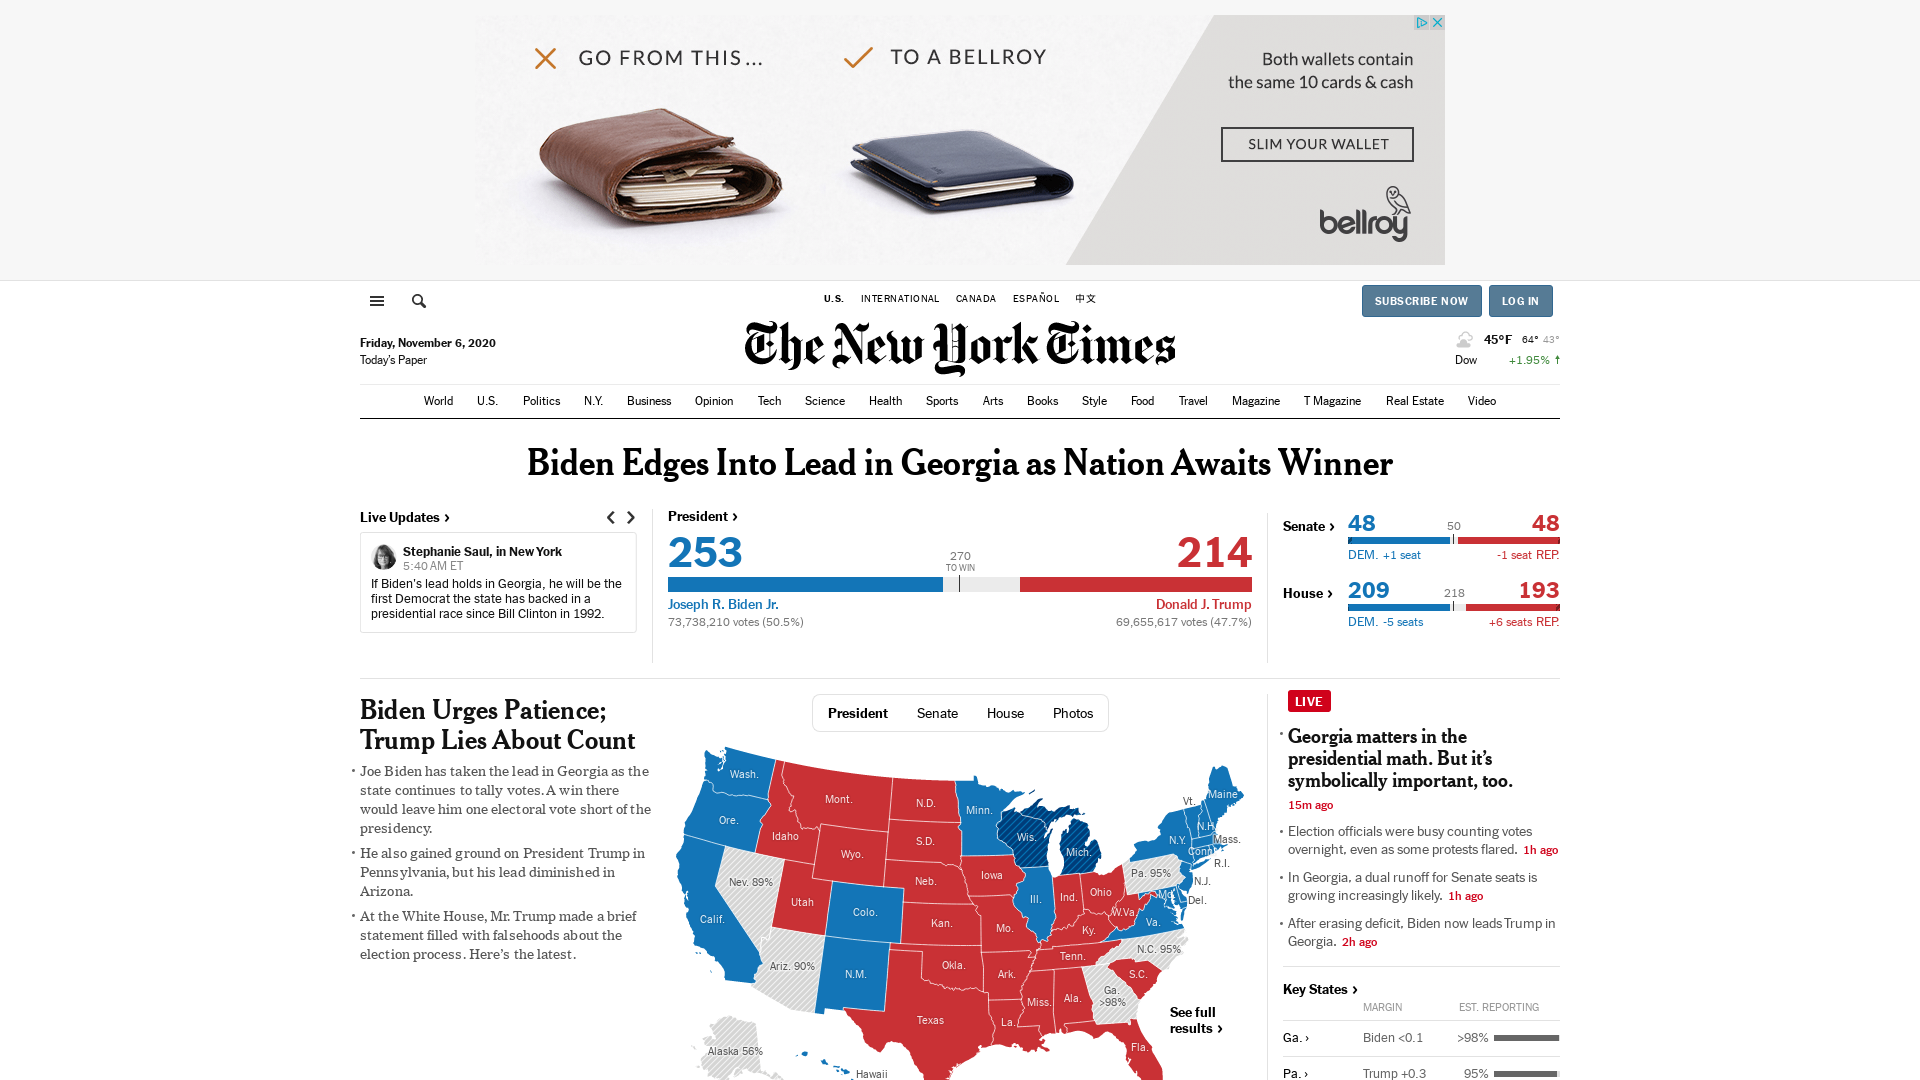 GO FROM THIS...
TO A BELLROY
Both wallets contain
the same 10 cards & cash
SLIM YOUR WALLET
bellroy
U.S. INTERNATIONAL CANADA ESPAÑOL 中文
SUBSCRIBE NOW LOG IN
The New York Times
Friday, November 6, 2020
Today's Paper
45°F 64° 43°
Dow +1.95% ↑
World U.S. Politics N.Y. Business Opinion Tech Science Health Sports Arts Books Style Food Travel Magazine T Magazine Real Estate Video
Biden Edges Into Lead in Georgia as Nation Awaits Winner
Live Updates ›
Stephanie Saul, in New York
5:40 AM ET
If Biden's lead holds in Georgia, he will be the
first Democrat the state has backed in a
presidential race since Bill Clinton in 1992.
President ›
253
270
TO WIN
214
Joseph R. Biden Jr.
Donald J. Trump
73,738,210 votes (50.5%)
69,655,617 votes (47.7%)
Senate ›
48
50
48
DEM. +1 seat
-1 seat REP.
House ›
209
218
193
DEM. -5 seats
+6 seats REP.
Biden Urges Patience;
Trump Lies About Count
• Joe Biden has taken the lead in Georgia as the
state continues to tally votes. A win there
would leave him one electoral vote short of the
presidency.
• He also gained ground on President Trump in
Pennsylvania, but his lead diminished in
Arizona.
• At the White House, Mr. Trump made a brief
statement filled with falsehoods about the
election process. Here's the latest.
President Senate House Photos
Wash.
Mont.
N.D.
Minn.
Maine
Vt.
Ore.
Idaho
S.D.
Wis.
N.H.
Mass.
N.Y.
Wyo.
Mich.
Conn.
R.I.
Nev. 89%
Neb.
Iowa
Pa. 95%
N.J.
Utah
Colo.
Ill.
Ind.
Ohio
Md.
Del.
Calif.
Kan.
Mo.
W.Va.
Va.
Ky.
Ariz. 90%
N.M.
Okla.
Ark.
Tenn.
N.C. 95%
S.C.
Miss.
Ala.
Ga.
>98%
Texas
La.
Fla.
Alaska 56%
Hawaii
See full
results ›
LIVE
• Georgia matters in the
presidential math. But it's
symbolically important, too.
15m ago
• Election officials were busy counting votes
overnight, even as some protests flared. 1h ago
• In Georgia, a dual runoff for Senate seats is
growing increasingly likely. 1h ago
• After erasing deficit, Biden now leads Trump in
Georgia. 2h ago
Key States ›
MARGIN EST. REPORTING
Ga. › Biden <0.1 >98%
Pa. › Trump +0.3 95%